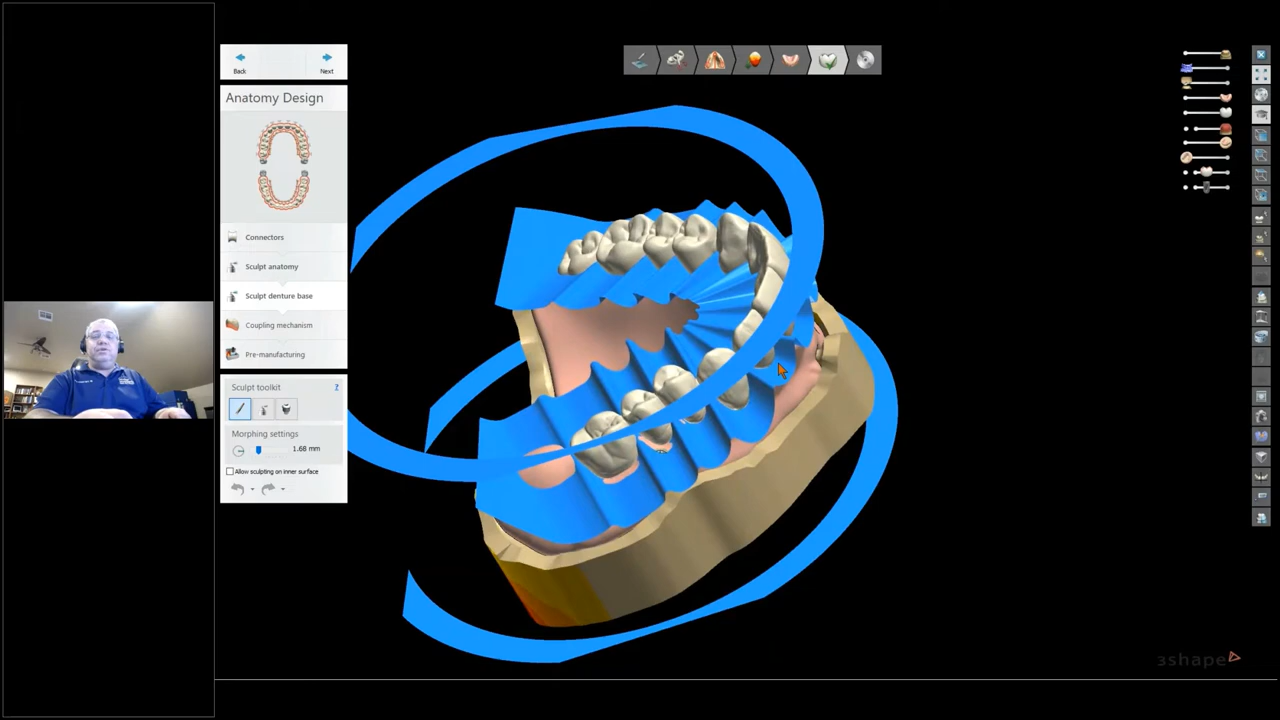 Back
Next
Anatomy Design
Connectors
Sculpt anatomy
Sculpt denture base
Coupling mechanism
Pre-manufacturing
Sculpt toolkit
?
Morphing settings
1.68 mm
Allow sculpting on inner surface
3shape